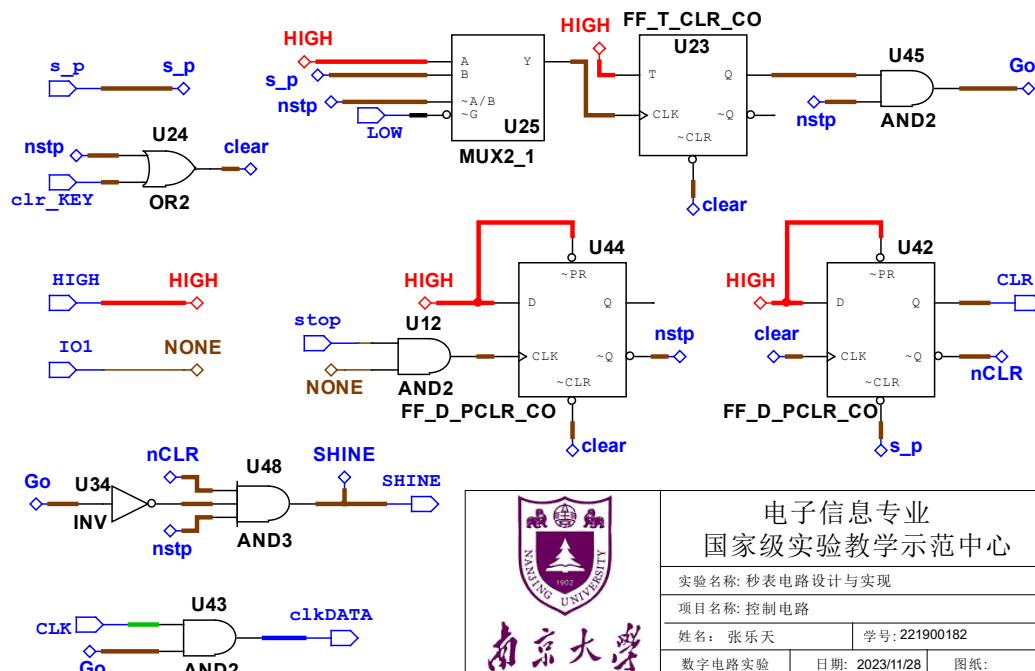 s_p
s_p
U24
nstp
clear
clr_KEY
OR2
HIGH
s_p
nstp
LOW
A
B
~A/B
~G
Y
U25
MUX2_1
FF_T_CLR_CO
HIGH
U23
T
Q
CLK
~Q
~CLR
clear
U45
Go
nstp
AND2
HIGH
HIGH
IO1
NONE
stop
U12
NONE
AND2
HIGH
U44
~PR
D
Q
CLK
~Q
~CLR
nstp
FF_D_PCLR_CO
clear
HIGH
U42
~PR
D
Q
CLR
clear
CLK
~Q
~CLR
nCLR
FF_D_PCLR_CO
s_p
nCLR
U48
SHINE
Go
U34
SHINE
INV
nstp
AND3
U43
CLK
clkDATA
Go
AND2
1902
NANJING UNIVERSITY
南京大学
电子信息专业
国家级实验教学示范中心
实验名称: 秒表电路设计与实现
项目名称: 控制电路
姓名: 张乐天
学号: 221900182
数字电路实验
日期: 2023/11/28
图纸: